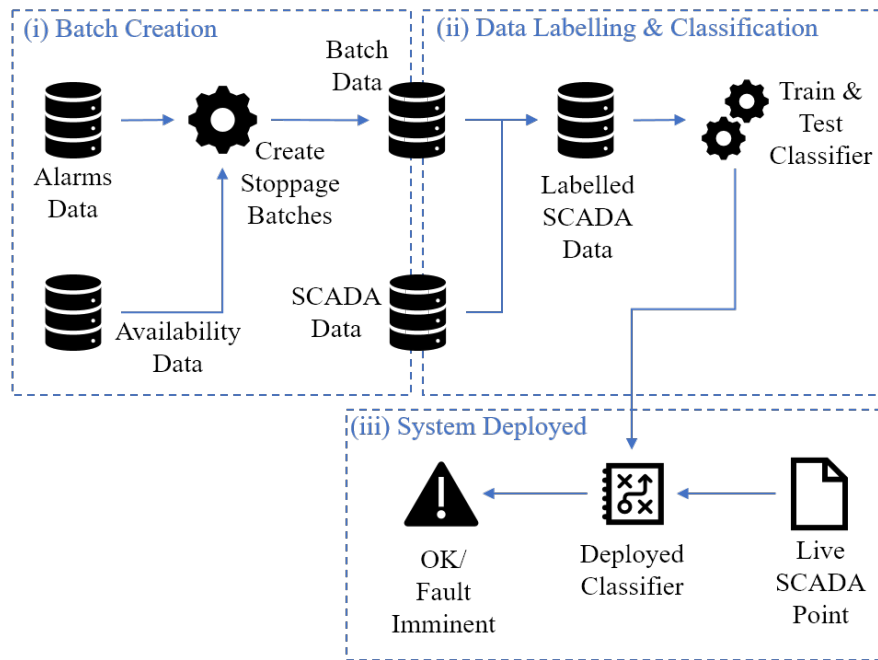 (i) Batch Creation
Alarms
Data
Create
Stoppage
Batches
Availability
Data
Batch
Data
SCADA
Data
(ii) Data Labelling & Classification
Labelled
SCADA
Data
Train &
Test
Classifier
(iii) System Deployed
OK/
Fault
Imminent
Deployed
Classifier
Live
SCADA
Point